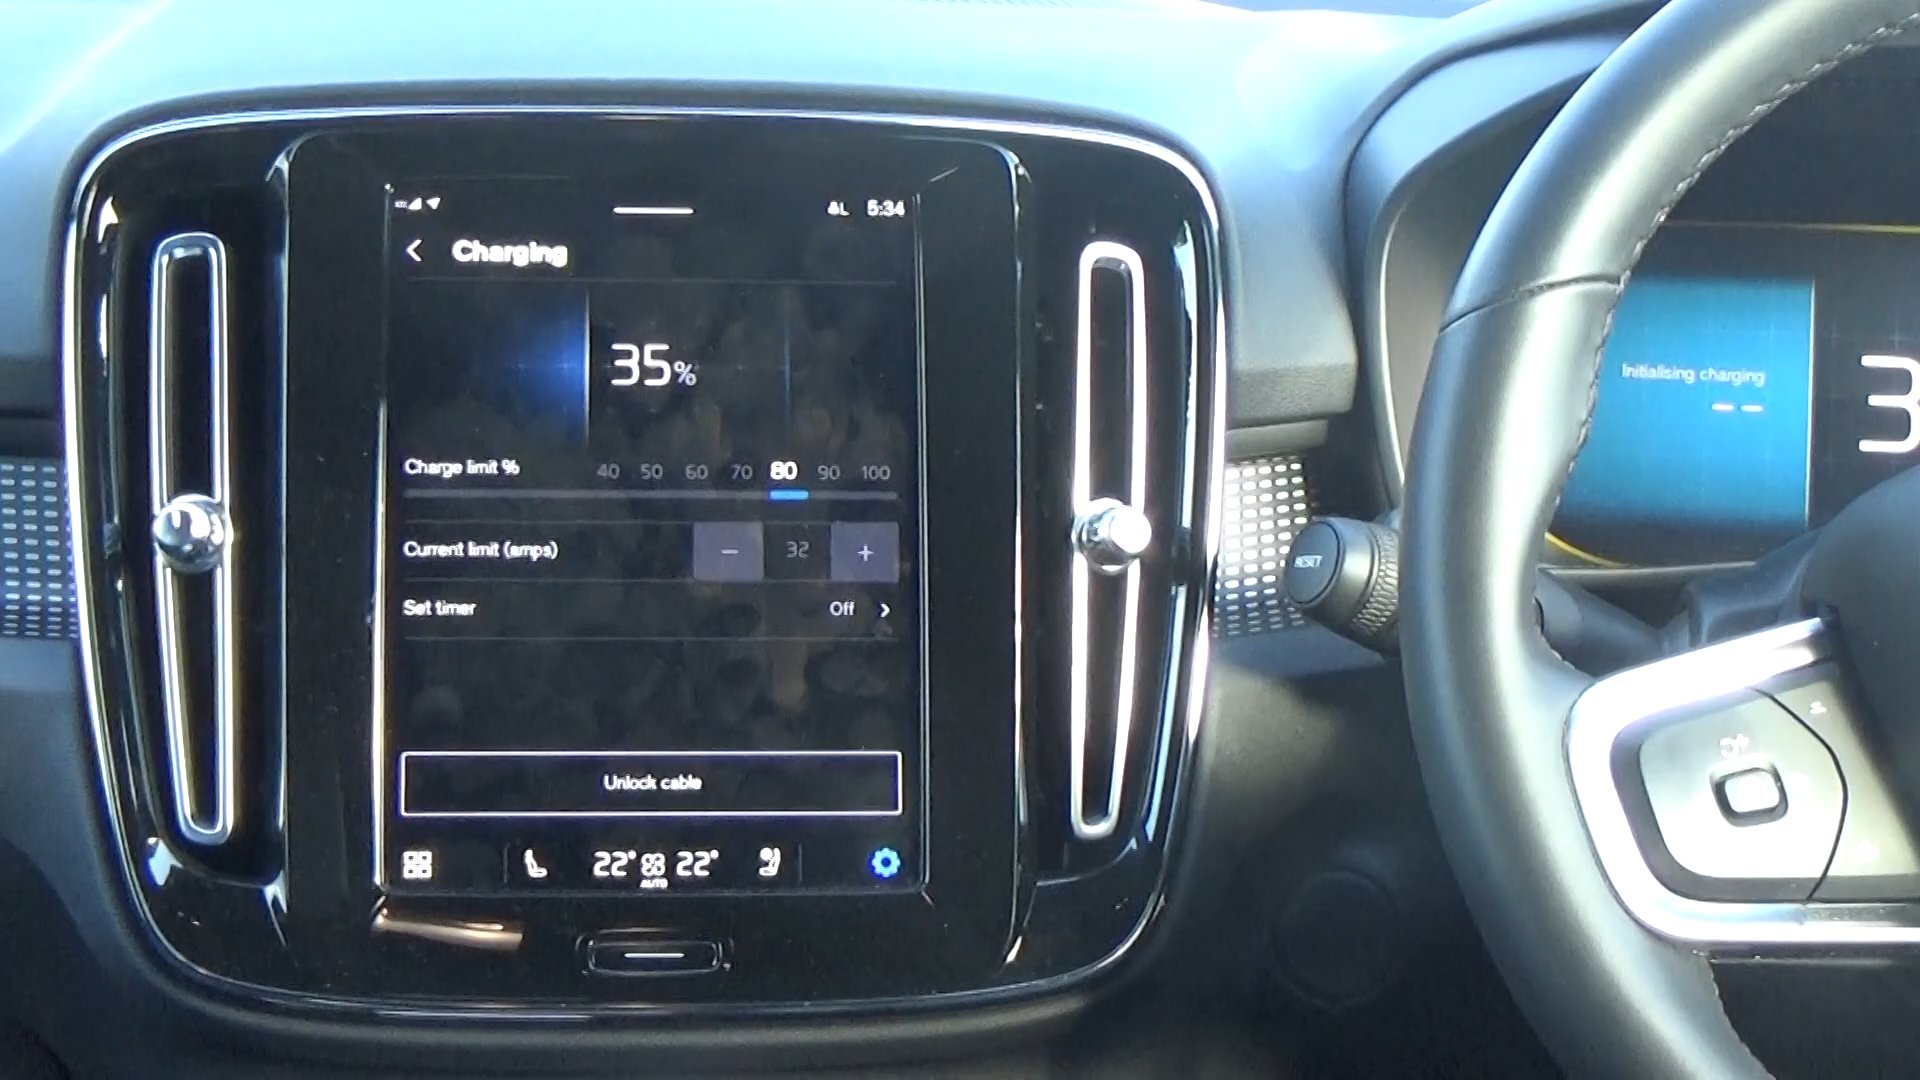 5:34
Charging
35%
Charge limit % 40 50 60 70 80 90 100
Current limit (amps) − 32 +
Set timer Off
Unlock cable
22° 22°
AUTO
Initialising charging
3
RESET